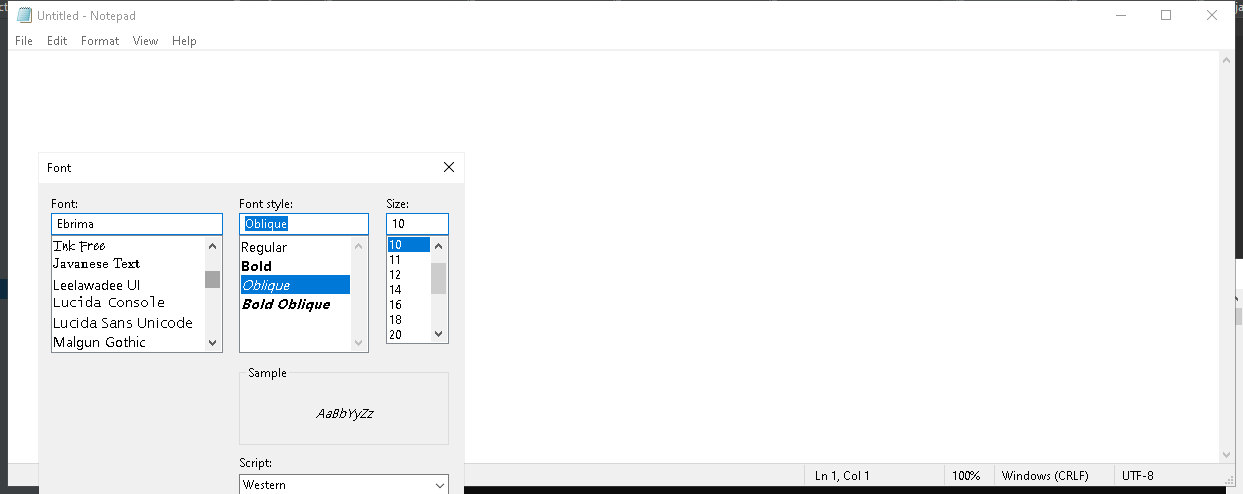 Untitled - Notepad
File Edit Format View Help
Font
Font: Font style: Size:
Ebrima Oblique 10
Ink Free Regular 10
Javanese Text Bold 11
Leelawadee UI Oblique 12
Lucida Console Bold Oblique 14
Lucida Sans Unicode 16
Malgun Gothic 18
20
Sample
AaBbYyZz
Script:
Western
Ln 1, Col 1 100% Windows (CRLF) UTF-8